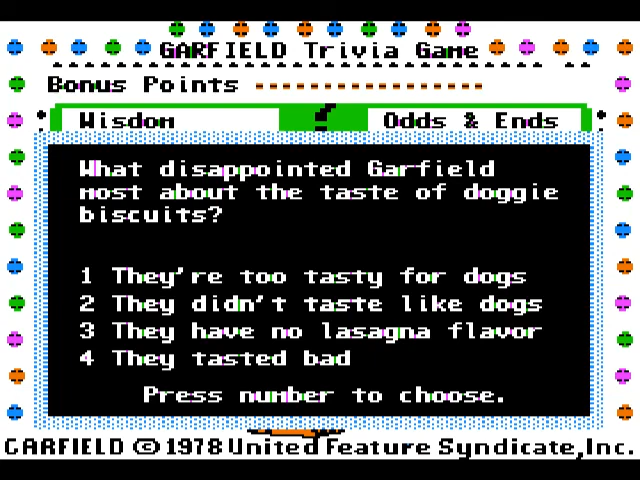 GARFIELD Trivia Game
Bonus Points ---------------
Wisdom ? Odds & Ends
What disappointed Garfield
most about the taste of doggie
biscuits?
1 They're too tasty for dogs
2 They didn't taste like dogs
3 They have no lasagna flavor
4 They tasted bad
Press number to choose.
GARFIELD © 1978 United Feature Syndicate, Inc.